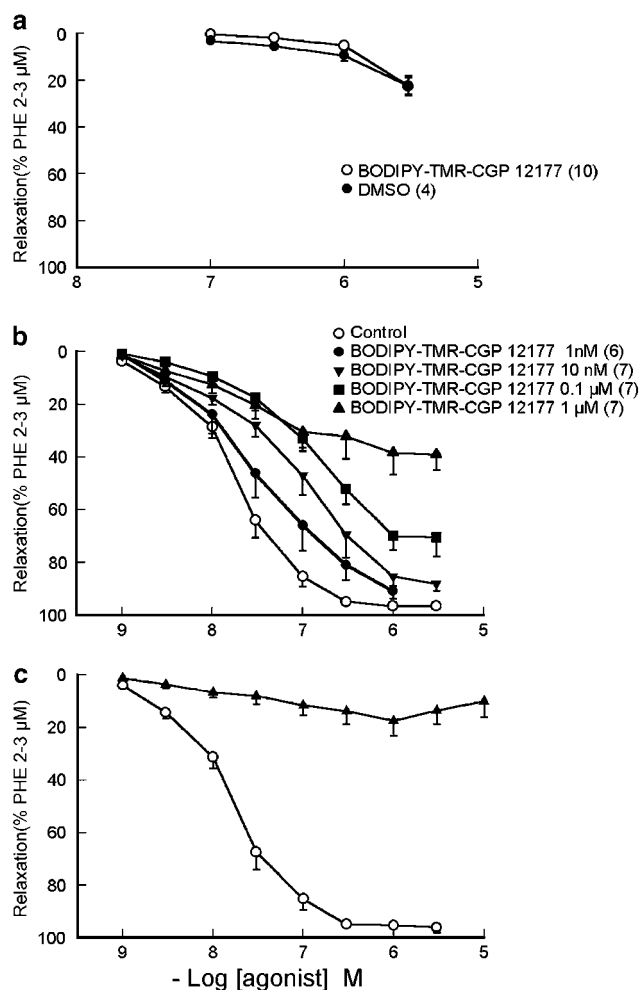 a
Relaxation(% PHE 2-3 µM)
0
20
40
60
80
100
BODIPY-TMR-CGP 12177 (10)
DMSO (4)
8 7 6 5
b
Relaxation(% PHE 2-3 µM)
Control
BODIPY-TMR-CGP 12177 1nM (6)
BODIPY-TMR-CGP 12177 10 nM (7)
BODIPY-TMR-CGP 12177 0.1 µM (7)
BODIPY-TMR-CGP 12177 1 µM (7)
0
20
40
60
80
100
9 8 7 6 5
c
Relaxation(% PHE 2-3 µM)
0
20
40
60
80
100
9 8 7 6 5
- Log [agonist] M